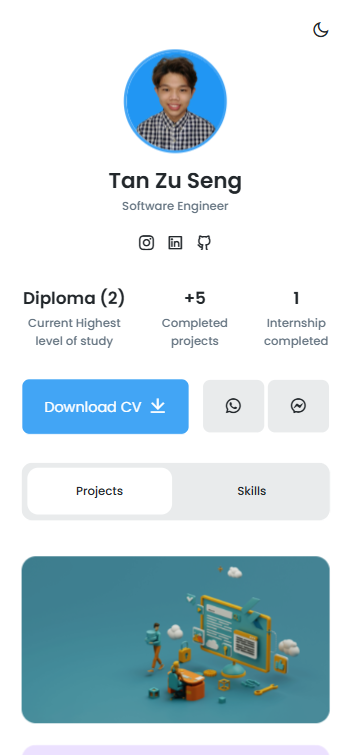 Tan Zu Seng
Software Engineer
Diploma (2) +5 1
Current Highest Completed Internship
level of study projects completed
Download CV
Projects Skills